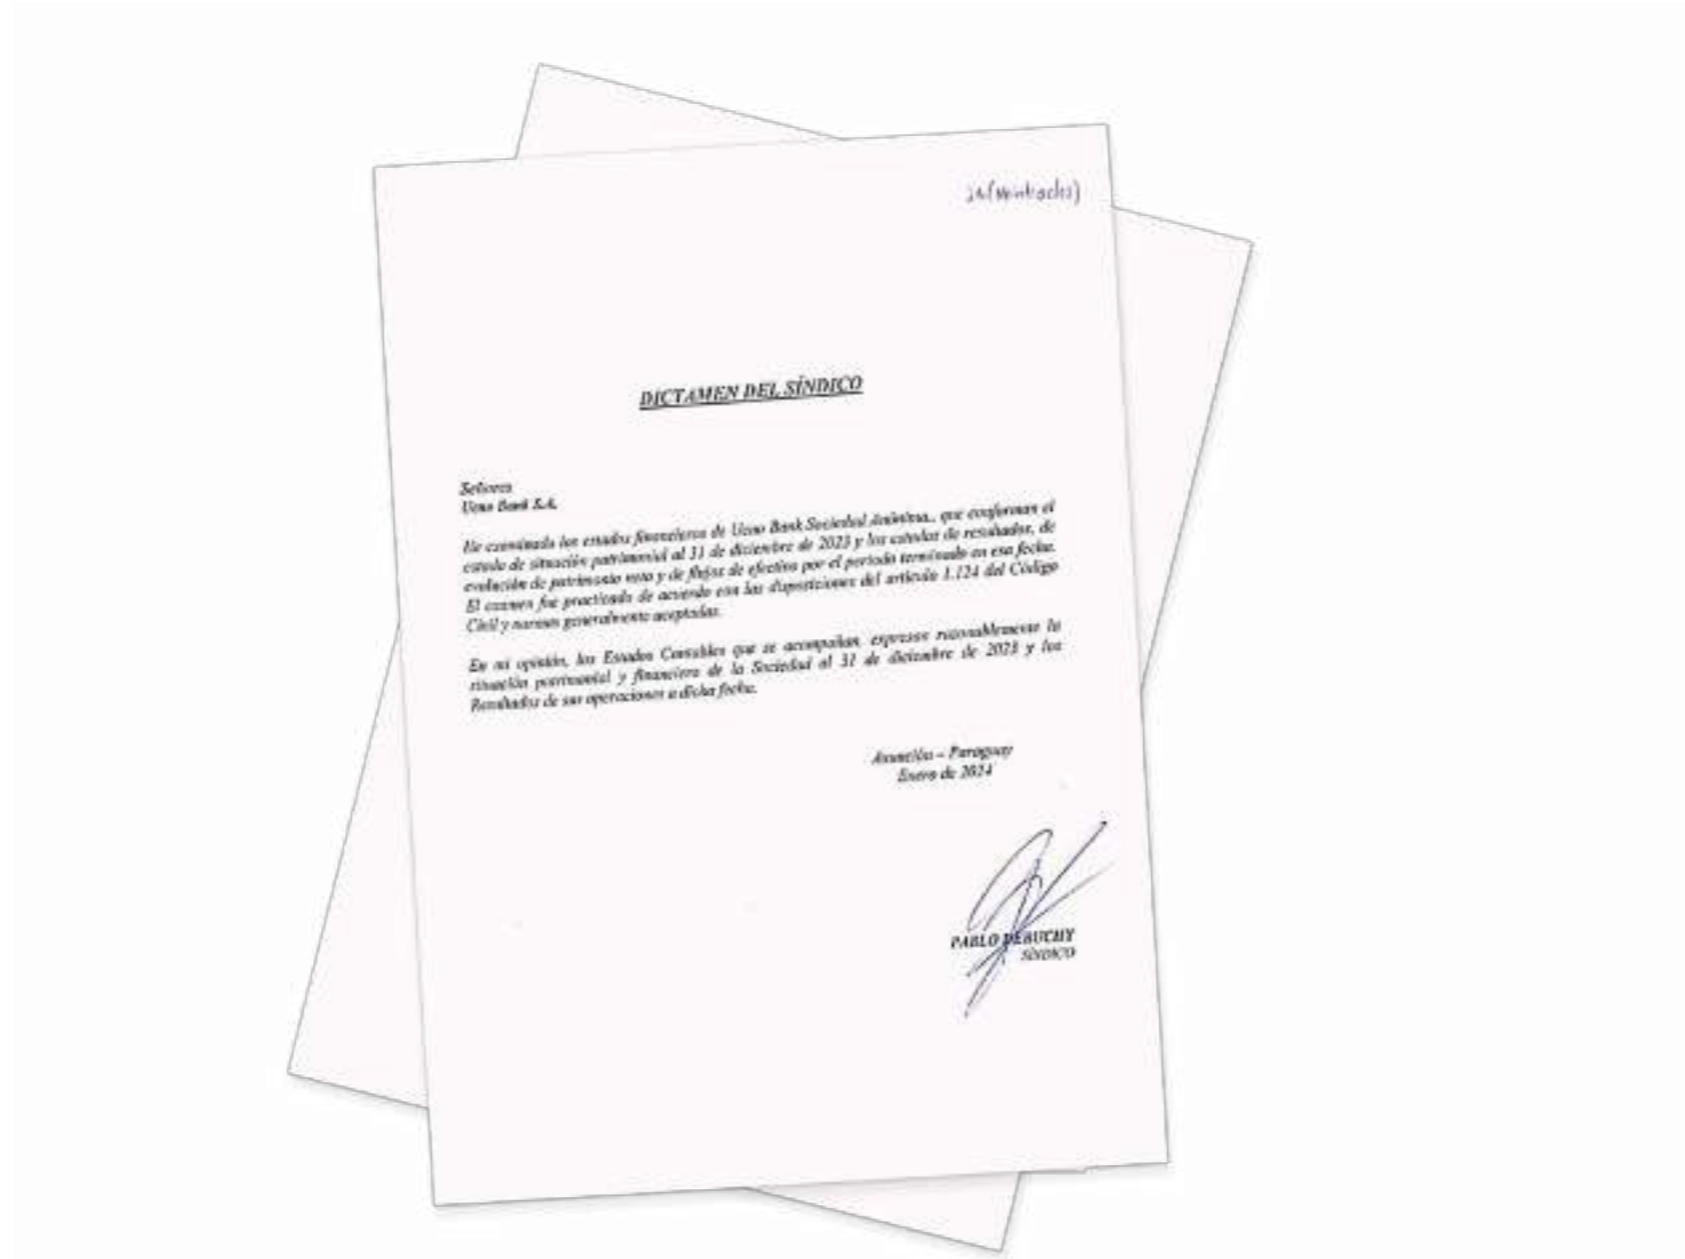 DICTAMEN DEL SÍNDICO
Señores
Ueno Bank S.A.
He examinado los estados financieros de Ueno Bank Sociedad Anónima., que conforman el
estado de situación patrimonial al 31 de diciembre de 2023 y los estados de resultados, de
evolución de patrimonio neto y de flujos de efectivo por el periodo terminado en esa fecha.
El examen fue practicado de acuerdo con las disposiciones del artículo 1.124 del Código
Civil y normas generalmente aceptadas.
En mi opinión, los Estados Contables que se acompañan, expresan razonablemente la
situación patrimonial y financiera de la Sociedad al 31 de diciembre de 2023 y los
Resultados de sus operaciones a dicha fecha.
Asunción – Paraguay
Enero de 2024
PABLO DEBUCHY
SÍNDICO